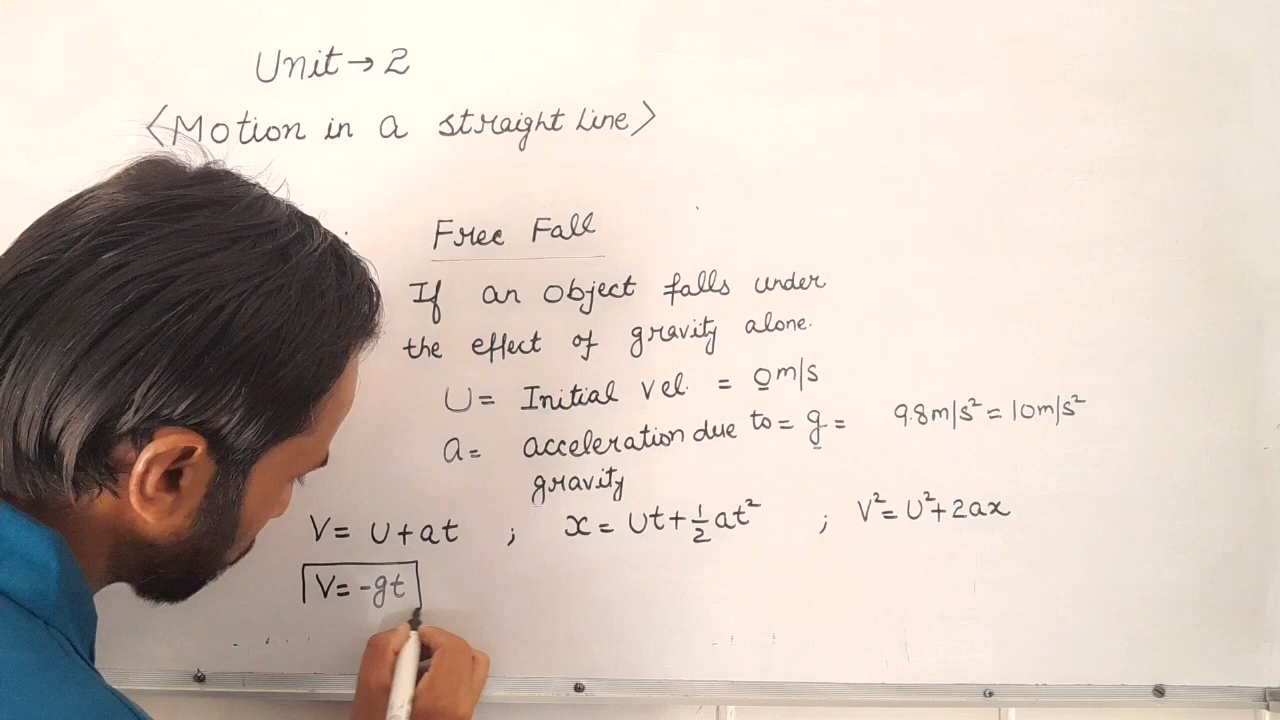 Unit → 2
<Motion in a straight line>
Free Fall
If an object falls under
the effect of gravity alone.
U = Initial vel. = 0m/s
a = acceleration due to = g = 9.8m/s² = 10m/s²
gravity
V = U + at ; x = Ut + ½at² ; V² = U² + 2ax
V = -gt